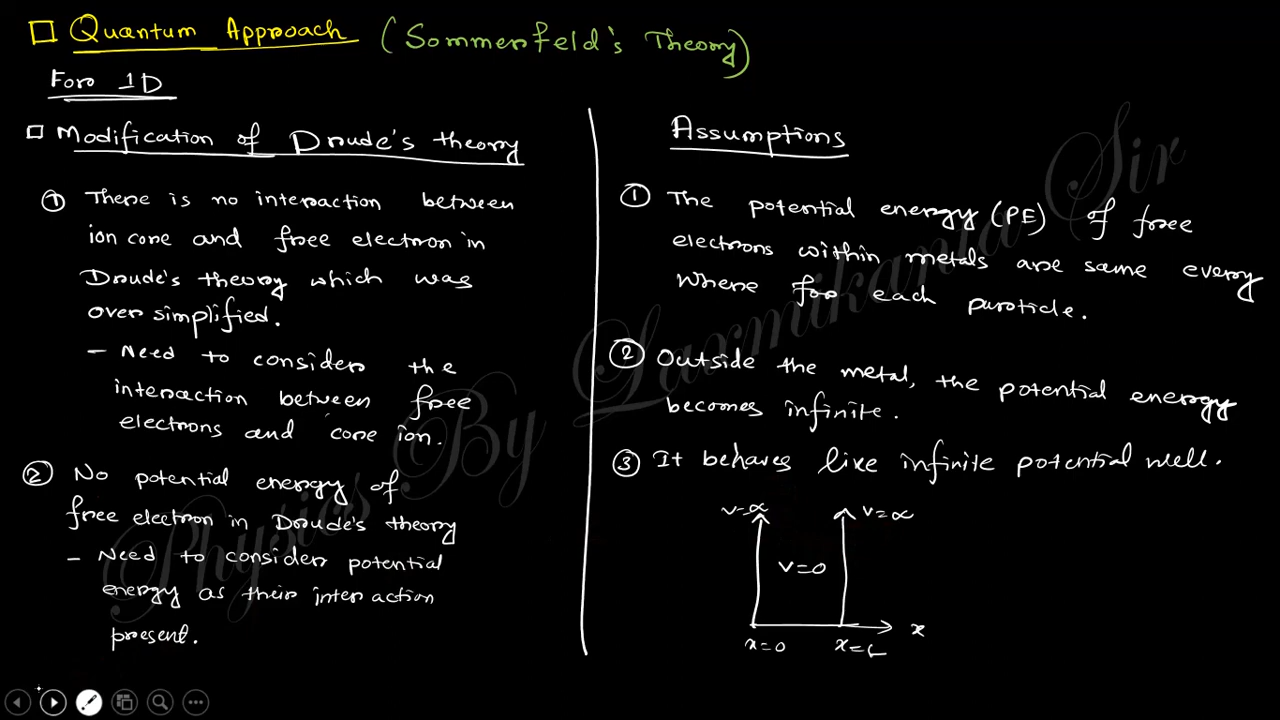 Quantum Approach (Sommerfeld's Theory)
For 1D
Modification of Drude's theory
① There is no interaction between
ion core and free electron in
Drude's theory which was
over simplified.
- Need to consider the
interaction between free
electrons and core ion.
② No potential energy of
free electron in Drude's theory
- Need to consider potential
energy as their interaction
present.
Assumptions
① The potential energy (PE) of free
electrons within metals are same every
where for each particle.
② Outside the metal, the potential energy
becomes infinite.
③ It behaves like infinite potential well.
V=∝ V=∝
V=0
x
x=0 x=L
Physics By Laxmikanta Sir